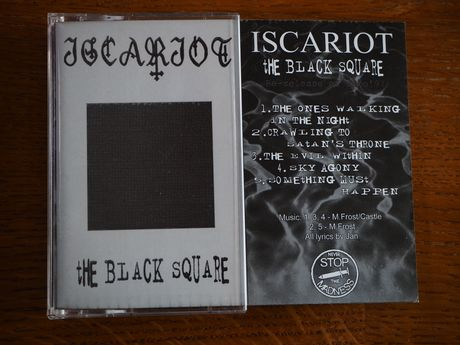 ISCARIOT
tHE BLACK SQUARE
ISCARIOT
tHE BLACK SQUARE
1.tHE ONES WALKING
IN tHE NIGHt
2.CRAWLING tO
SAtAN'S tHRONE
3.tHE EVIL WItHIN
4.SKY AGONY
5.SOMEtHING MUSt
HAPPEN
Music: 1, 3, 4 - M.Frost/Castle
2, 5 - M.Frost
All lyrics by Jan
NEVER
STOP
THE
MADNESS